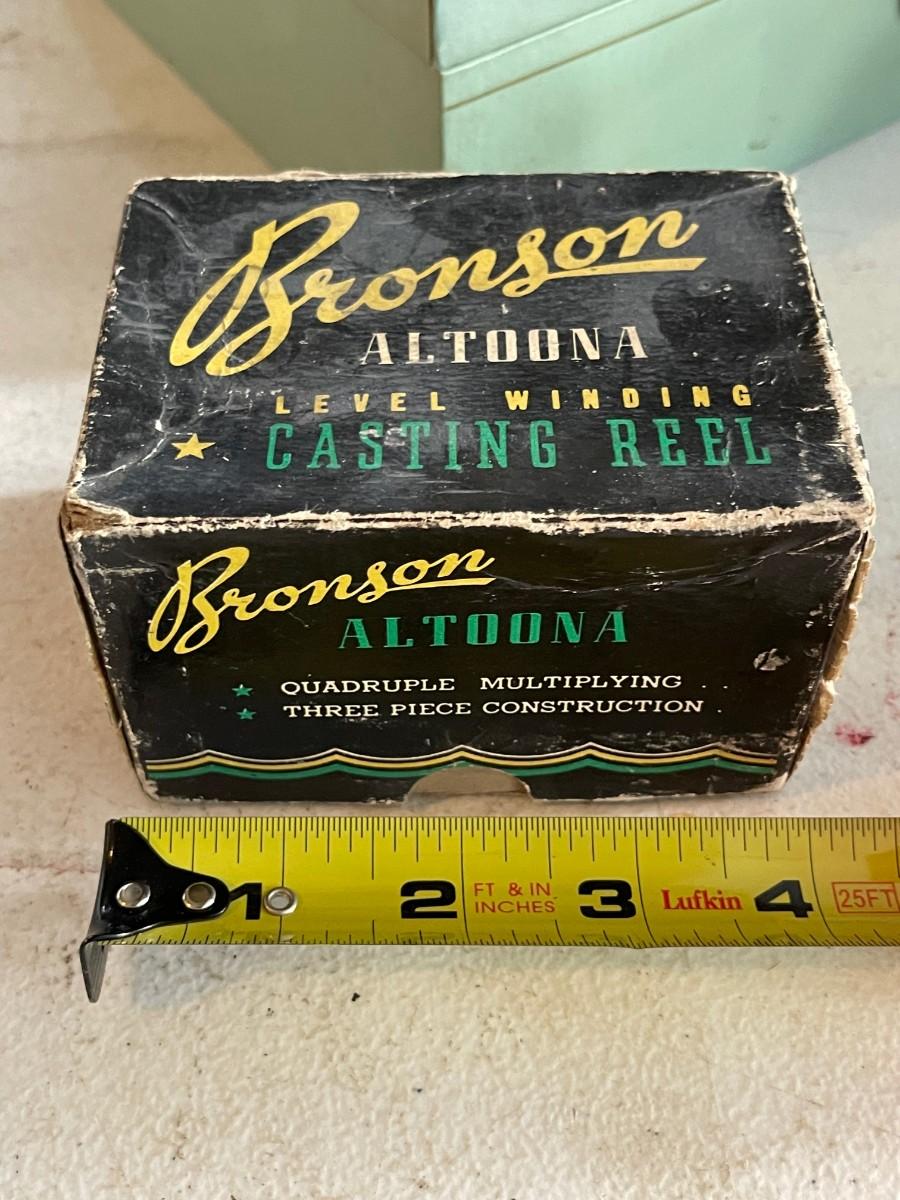 Bronson
ALTOONA
LEVEL WINDING
CASTING REEL
Bronson
ALTOONA
QUADRUPLE MULTIPLYING . .
THREE PIECE CONSTRUCTION .
1 2 FT & IN 3 Lufkin 4 25FT
INCHES